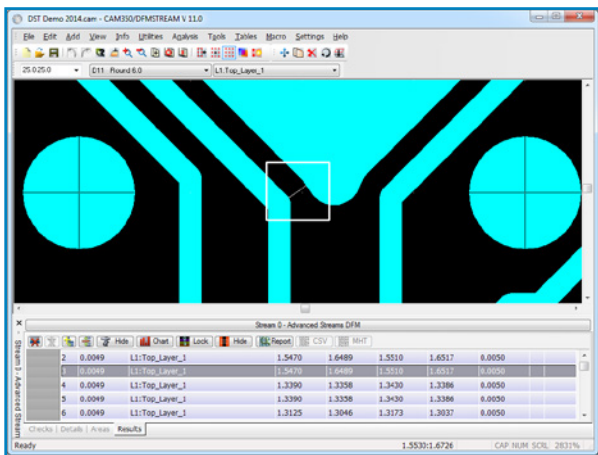 DST Demo 2014.cam - CAM350/DFMSTREAM V 11.0
File Edit Add View Info Utilities Analysis Tools Tables Macro Settings Help
25.0:25.0 D11 Round 6.0 L1:Top_Layer_1
Stream 0 - Advanced Streams DFM
Hide Chart Lock Hide Report CSV MHT
2 0.0049 L1:Top_Layer_1 1.5470 1.6489 1.5510 1.6517 0.0050
3 0.0049 L1:Top_Layer_1 1.5470 1.6489 1.5510 1.6517 0.0050
4 0.0049 L1:Top_Layer_1 1.3390 1.3358 1.3430 1.3386 0.0050
5 0.0049 L1:Top_Layer_1 1.3390 1.3358 1.3430 1.3386 0.0050
6 0.0049 L1:Top_Layer_1 1.3125 1.3046 1.3173 1.3037 0.0050
Stream 0 - Advanced Stream
Checks Details Areas Results
Ready 1.5530:1.6726 CAP NUM SCRL 2831%